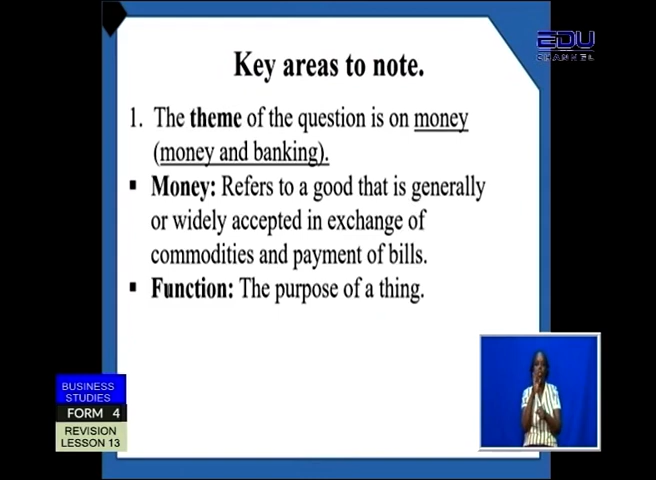 Key areas to note.
EDU
CHANNEL
1. The theme of the question is on money
(money and banking).
▪ Money: Refers to a good that is generally
or widely accepted in exchange of
commodities and payment of bills.
▪ Function: The purpose of a thing.
BUSINESS
STUDIES
FORM 4
REVISION
LESSON 13